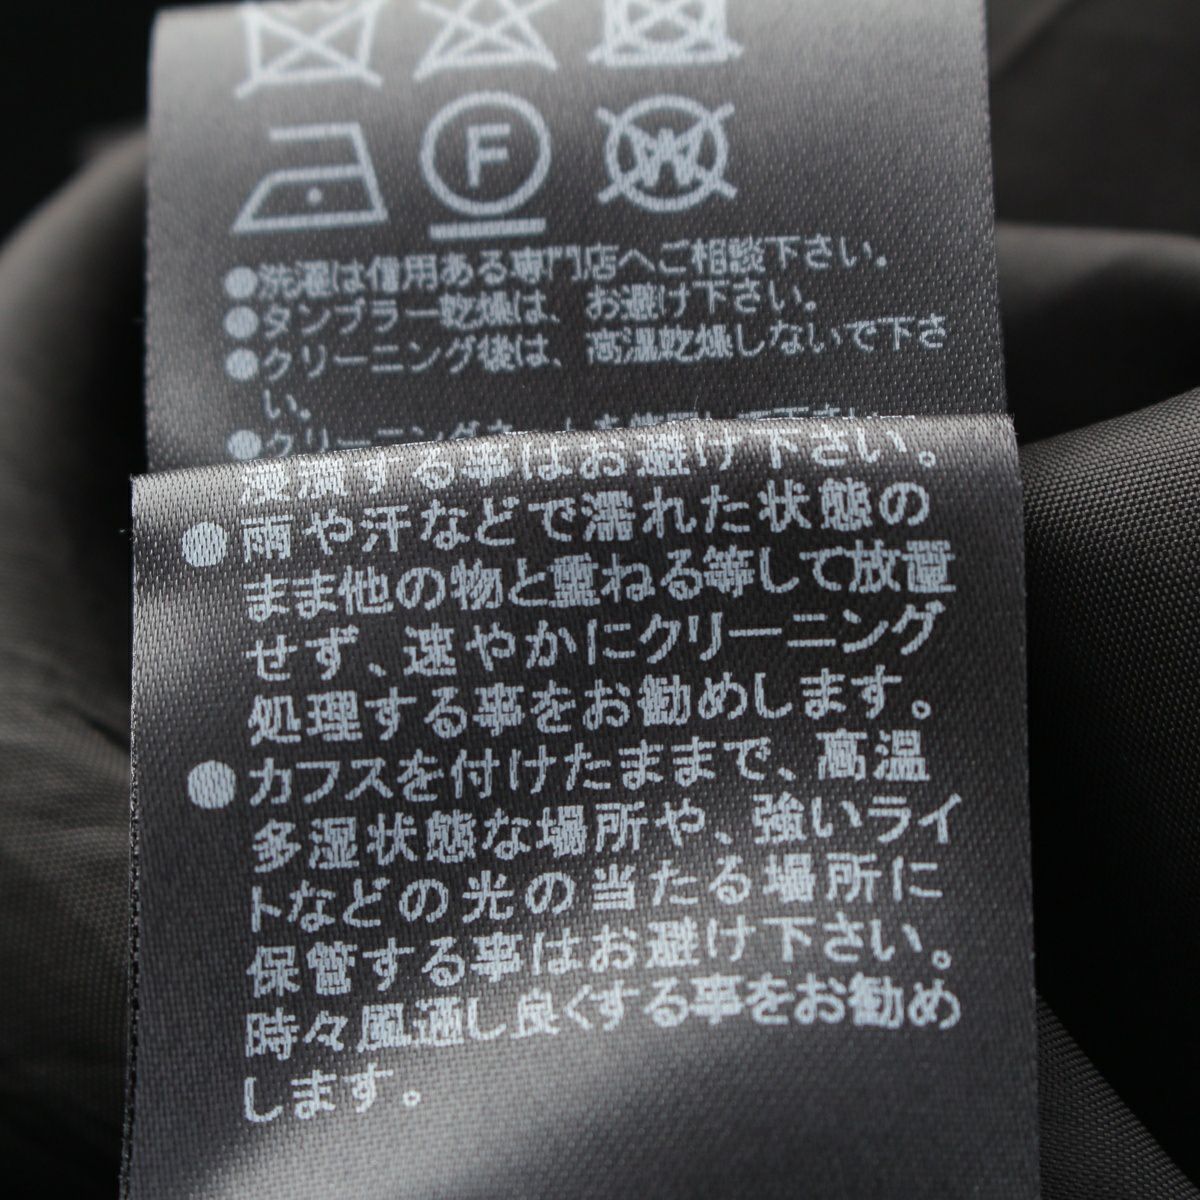 F
W
●洗濯は信用ある専門店へご相談下さい。
●タンブラー乾燥は、お避け下さい。
●クリーニング後は、高温乾燥しないで下さ
い。
●クリーニング
浸漬する事はお避け下さい。
●雨や汗などで濡れた状態の
まま他の物と重ねる等して放置
せず、速やかにクリーニング
処理する事をお勧めします。
●カフスを付けたままで、高温
多湿状態な場所や、強いライ
トなどの光の当たる場所に
保管する事はお避け下さい。
時々風通し良くする事をお勧め
します。